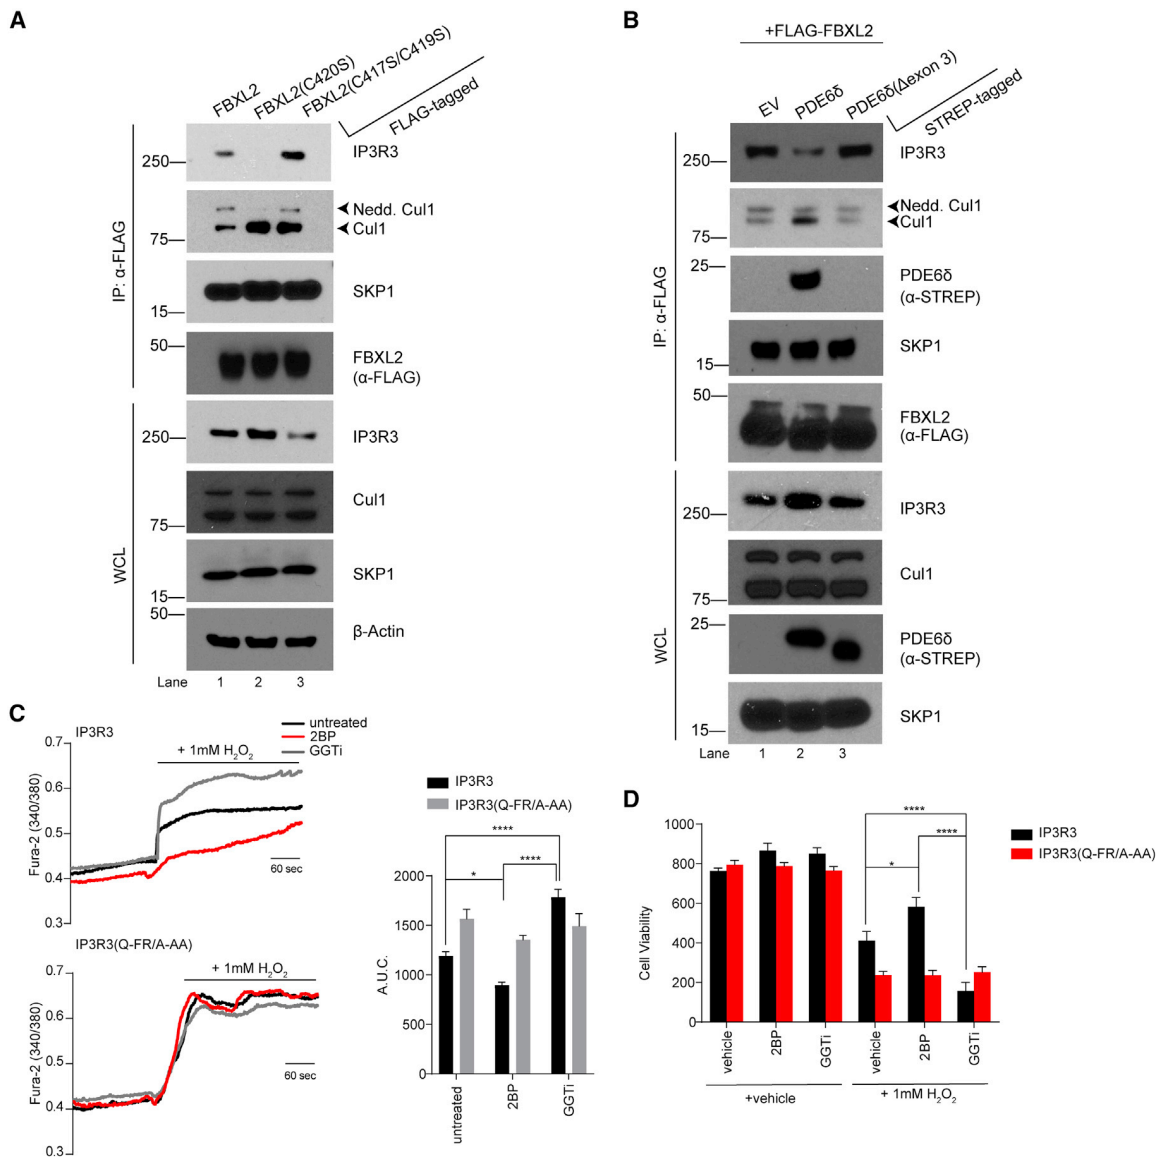 A
FBXL2
FBXL2(C420S)
FBXL2(C417S/C419S)
FLAG-tagged
IP: α-FLAG
250
IP3R3
Nedd. Cul1
Cul1
75
SKP1
15
50
FBXL2
(α-FLAG)
WCL
250
IP3R3
Cul1
75
SKP1
15
50
β-Actin
Lane 1 2 3
B
+FLAG-FBXL2
EV
PDE6δ
PDE6δ(Δexon 3)
STREP-tagged
IP: α-FLAG
250
IP3R3
Nedd. Cul1
Cul1
75
25
PDE6δ
(α-STREP)
SKP1
15
50
FBXL2
(α-FLAG)
WCL
IP3R3
250
Cul1
75
25
PDE6δ
(α-STREP)
SKP1
15
Lane 1 2 3
C
IP3R3
untreated
2BP
GGTi
+ 1mM H2O2
Fura-2 (340/380)
0.7
0.6
0.5
0.4
0.3
60 sec
IP3R3(Q-FR/A-AA)
+ 1mM H2O2
Fura-2 (340/380)
0.7
0.6
0.5
0.4
0.3
60 sec
IP3R3
IP3R3(Q-FR/A-AA)
****
****
*
A.U.C.
2000
1500
1000
500
0
untreated
2BP
GGTi
D
IP3R3
IP3R3(Q-FR/A-AA)
****
****
*
Cell Viability
1000
800
600
400
200
0
vehicle
2BP
GGTi
vehicle
2BP
GGTi
+vehicle
+ 1mM H2O2